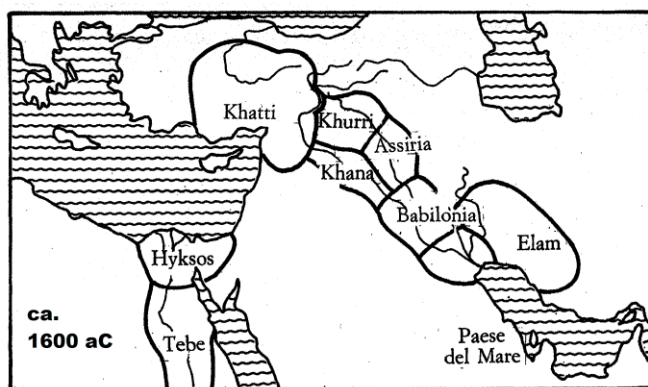 Khatti
Khurri
Assiria
Khana
Babilonia
Elam
Hyksos
ca.
1600 aC
Tebe
Paese
del Mare